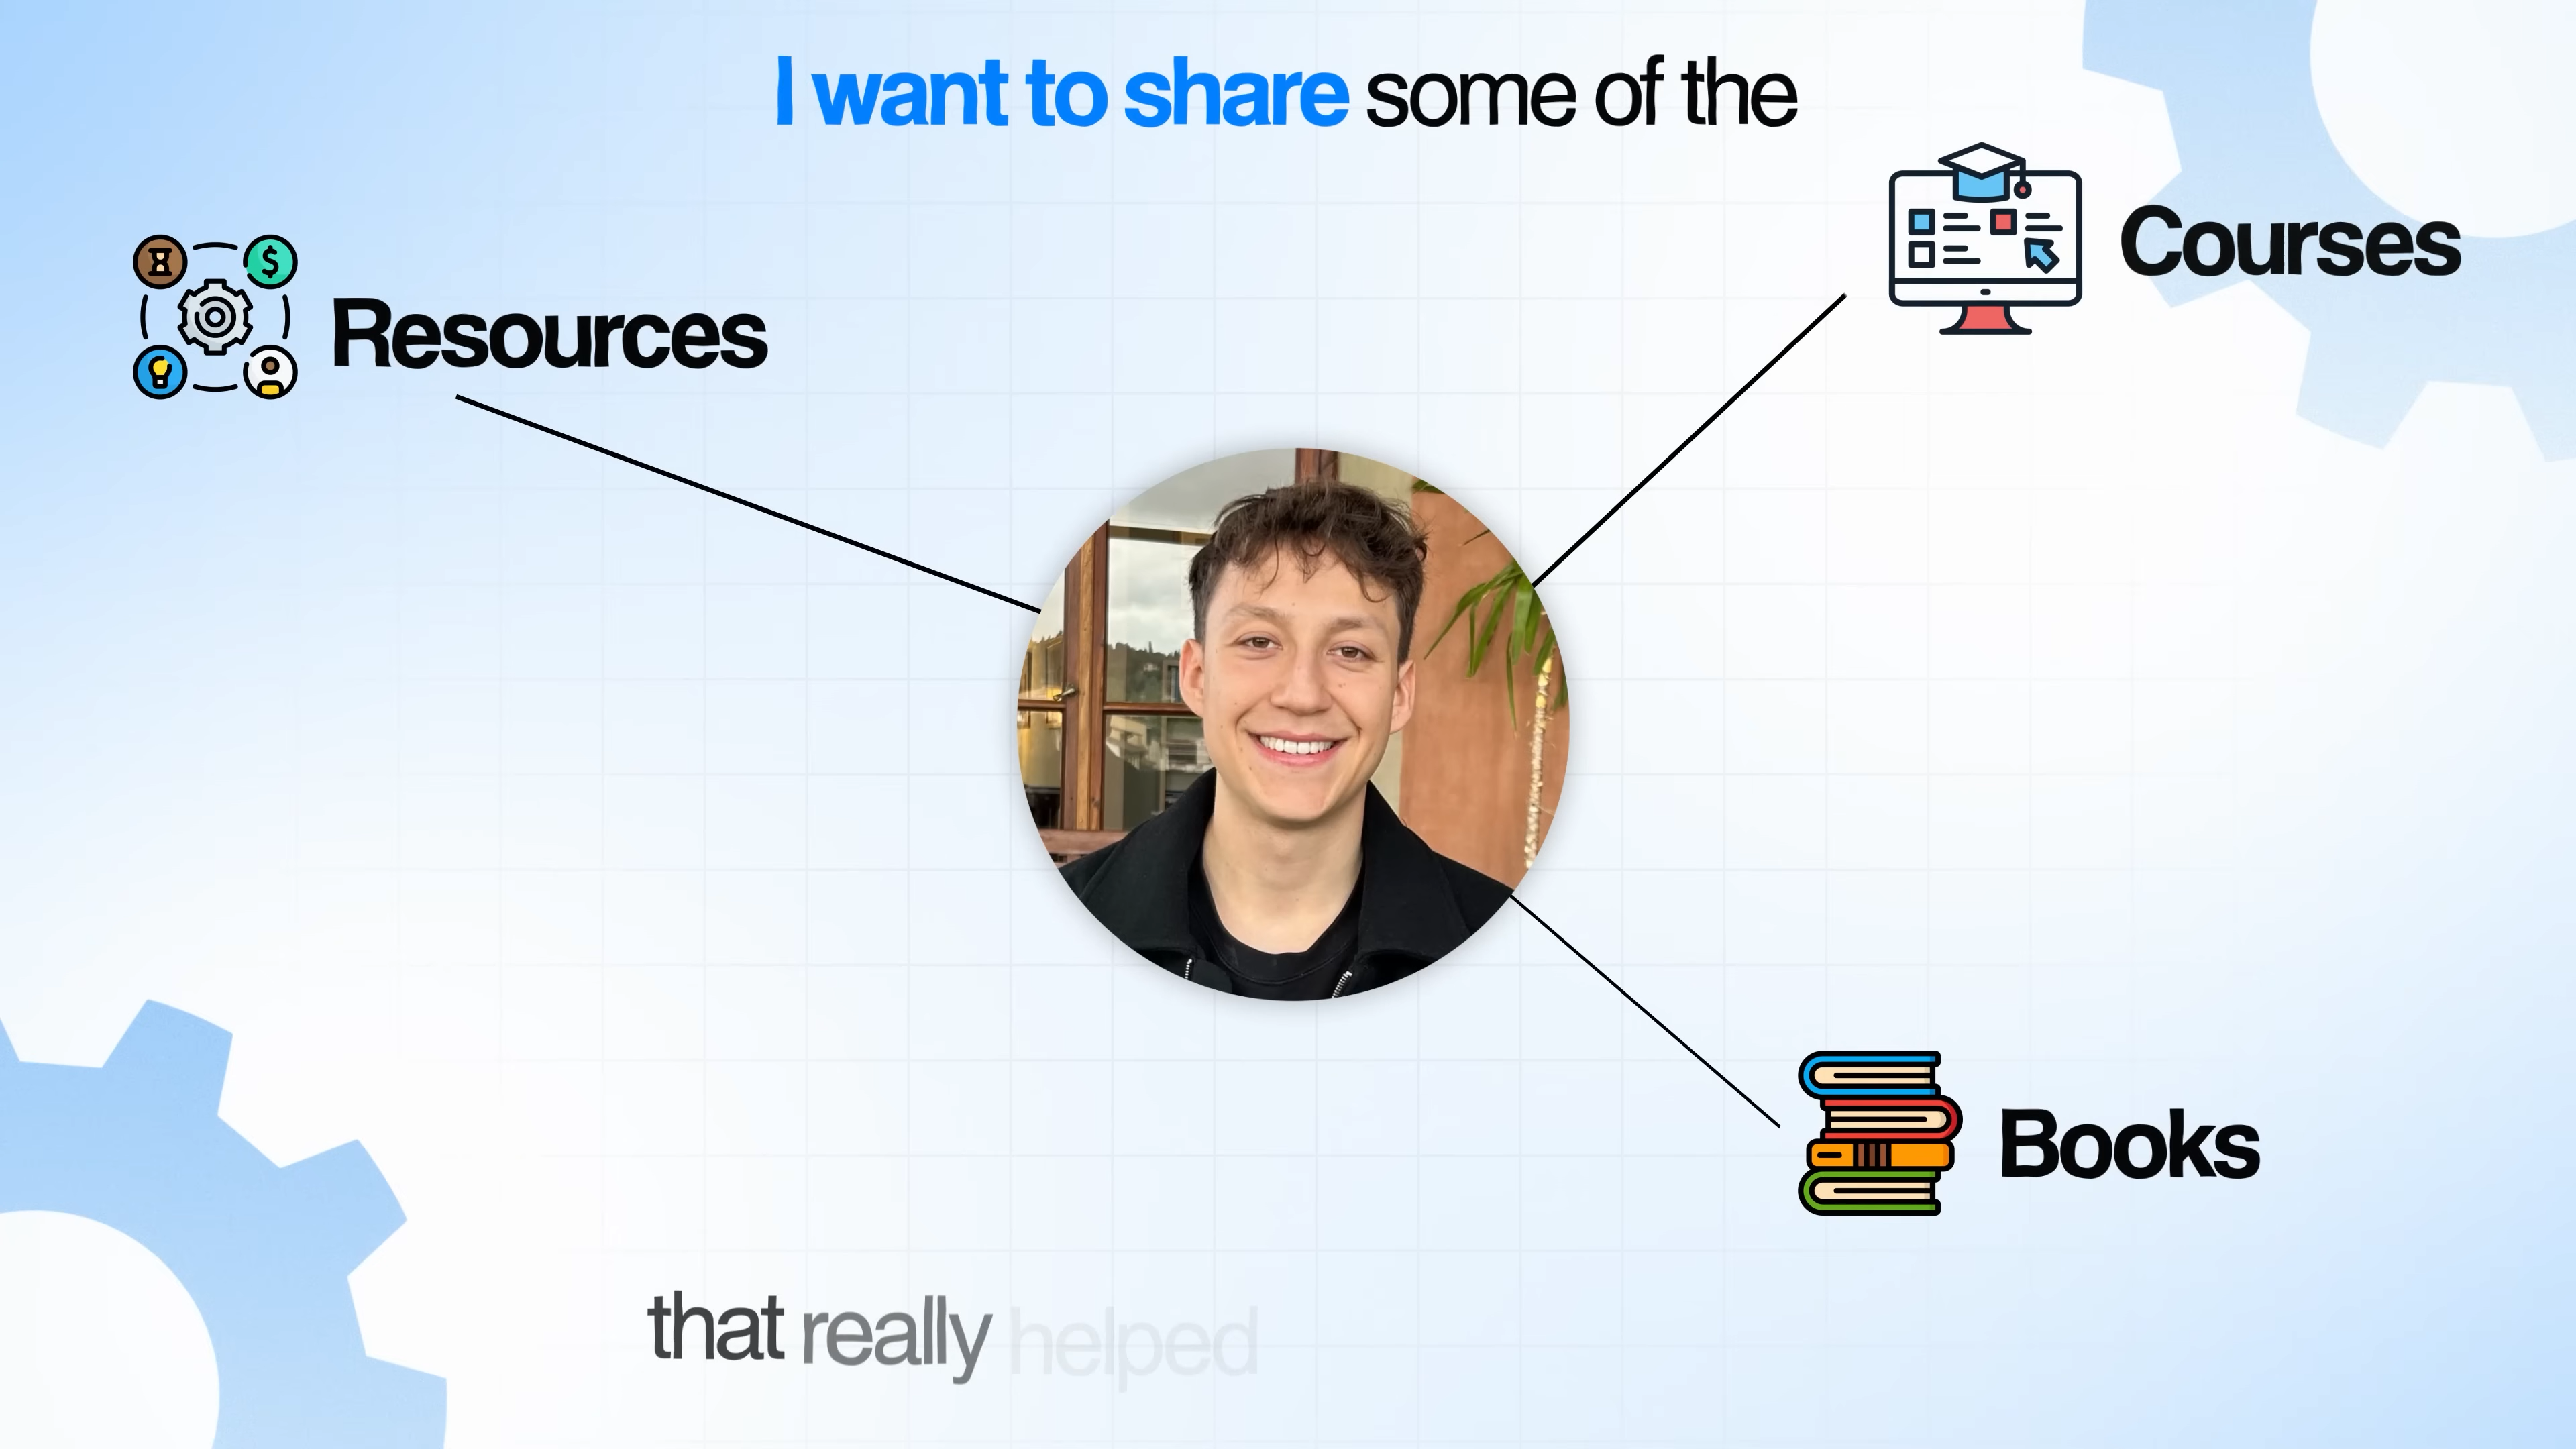 I want to share some of the
Courses
Resources
Books
that really helped